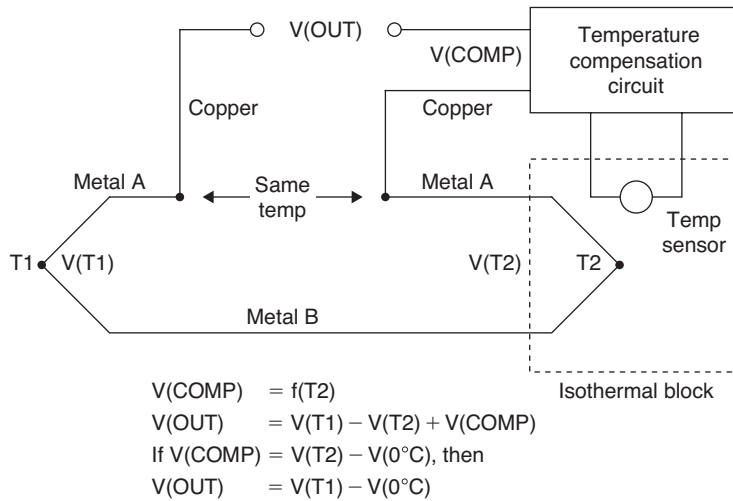 V(OUT)
V(COMP)
Temperature
compensation
circuit
Copper
Copper
Metal A
Same
temp
Metal A
Temp
sensor
T1
V(T1)
V(T2)
T2
Metal B
Isothermal block
V(COMP) = f(T2)
V(OUT) = V(T1) − V(T2) + V(COMP)
If V(COMP) = V(T2) − V(0°C), then
V(OUT) = V(T1) − V(0°C)